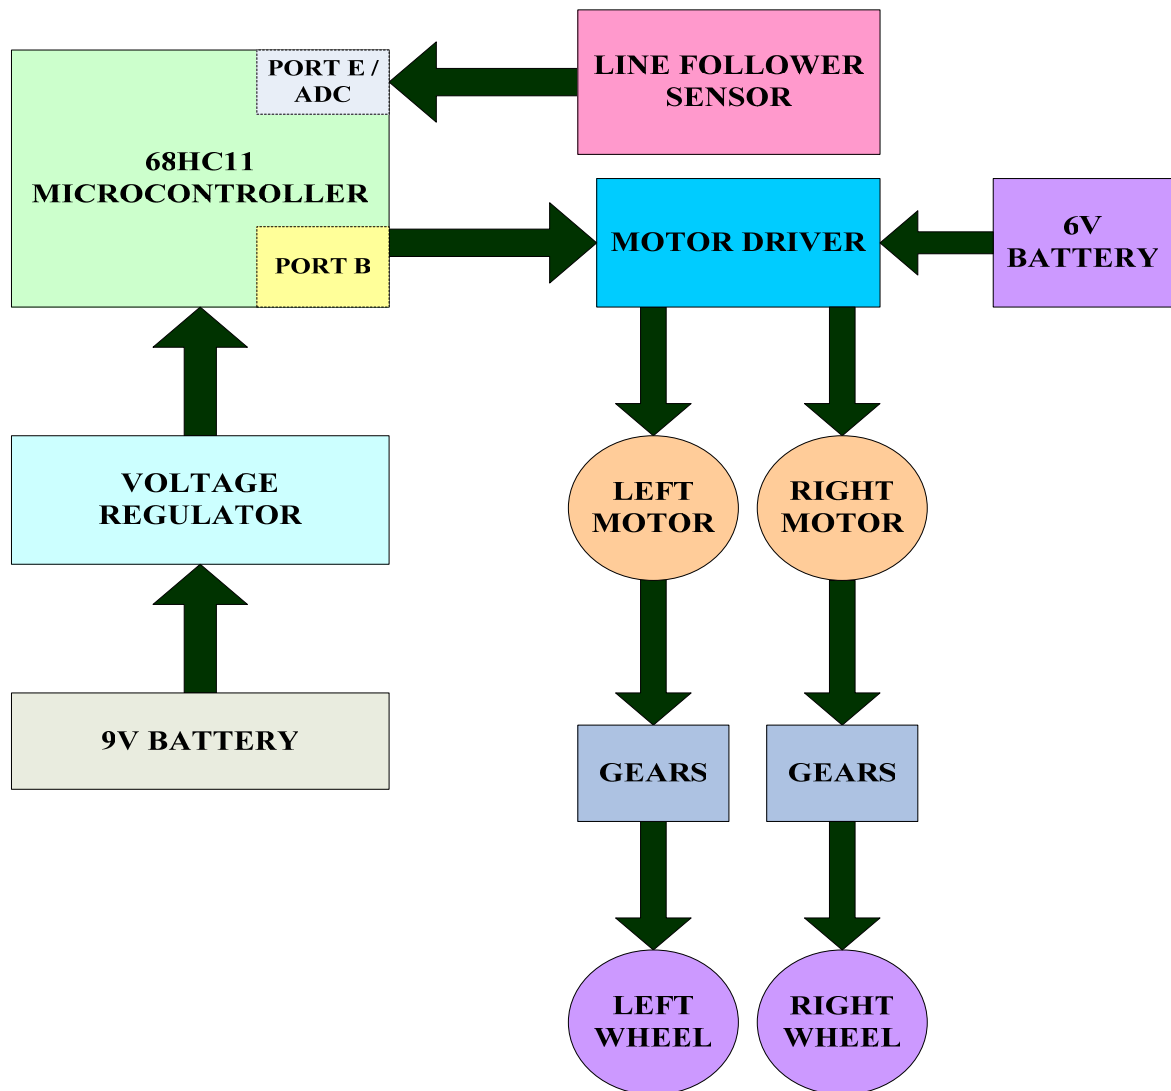 PORT E /
ADC
68HC11
MICROCONTROLLER
PORT B
LINE FOLLOWER
SENSOR
MOTOR DRIVER
6V
BATTERY
VOLTAGE
REGULATOR
9V BATTERY
LEFT
MOTOR
RIGHT
MOTOR
GEARS
GEARS
LEFT
WHEEL
RIGHT
WHEEL